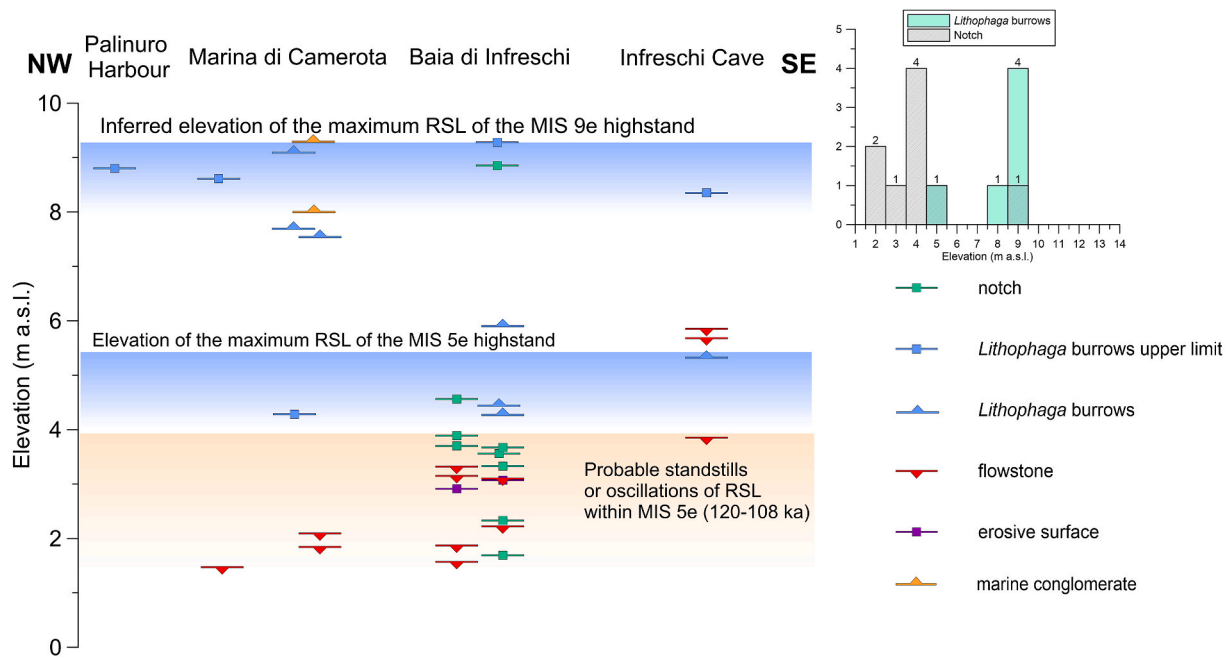 NW
Palinuro
Harbour
Marina di Camerota
Baia di Infreschi
Infreschi Cave
SE
Elevation (m a.s.l.)
10
8
6
4
2
0
Inferred elevation of the maximum RSL of the MIS 9e highstand
Elevation of the maximum RSL of the MIS 5e highstand
Probable standstills
or oscillations of RSL
within MIS 5e (120-108 ka)
Lithophaga burrows
Notch
5
4
3
2
1
0
2
1
4
1
1
4
1
1 2 3 4 5 6 7 8 9 10 11 12 13 14
Elevation (m a.s.l.)
notch
Lithophaga burrows upper limit
Lithophaga burrows
flowstone
erosive surface
marine conglomerate